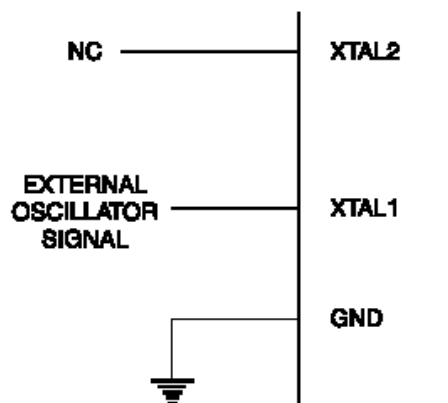 NC
XTAL2
EXTERNAL
OSCILLATOR
SIGNAL
XTAL1
GND